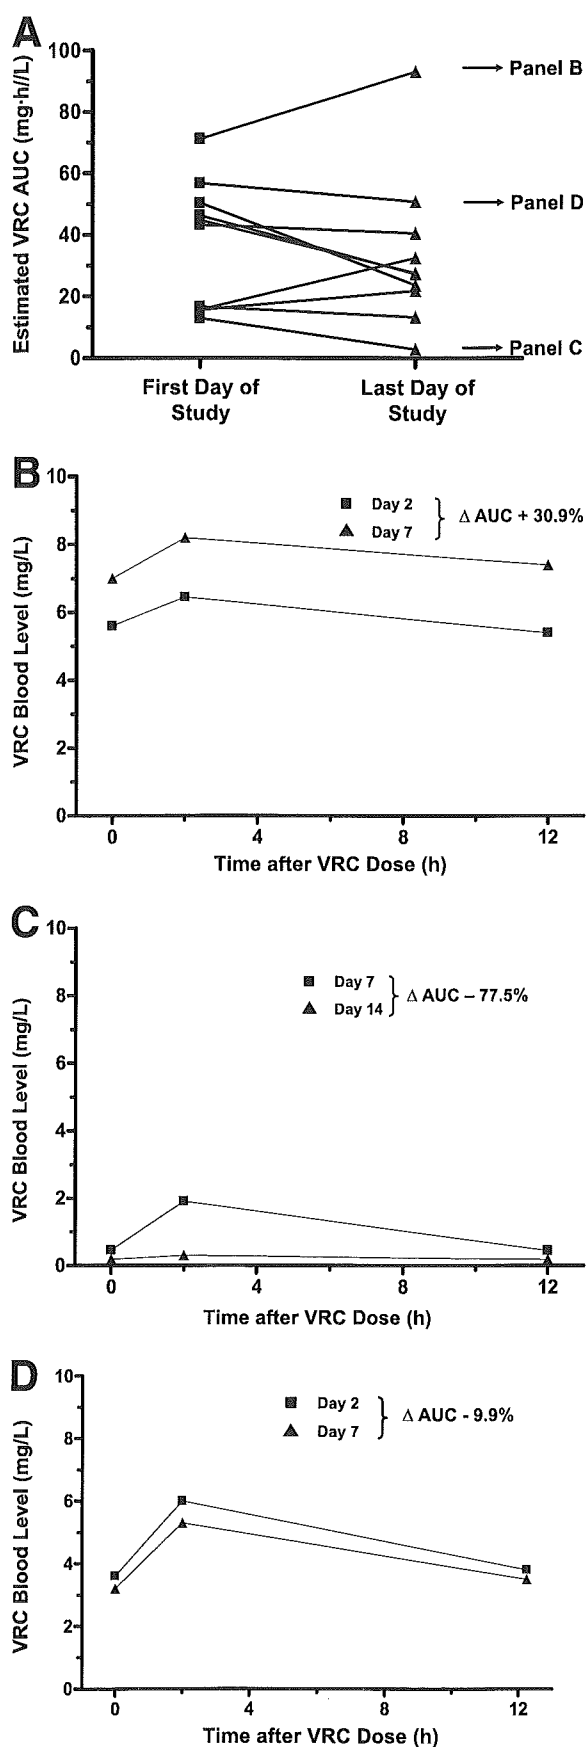 A
Estimated VRC AUC (mg·h//L)
100
80
60
40
20
0
Panel B
Panel D
Panel C
First Day of
Study
Last Day of
Study
B
VRC Blood Level (mg/L)
10
8
6
4
2
0
Day 2
Day 7
Δ AUC + 30.9%
0 4 8 12
Time after VRC Dose (h)
C
VRC Blood Level (mg/L)
10
8
6
4
2
0
Day 7
Day 14
Δ AUC – 77.5%
0 4 8 12
Time after VRC Dose (h)
D
VRC Blood Level (mg/L)
10
8
6
4
2
0
Day 2
Day 7
Δ AUC - 9.9%
0 4 8 12
Time after VRC Dose (h)